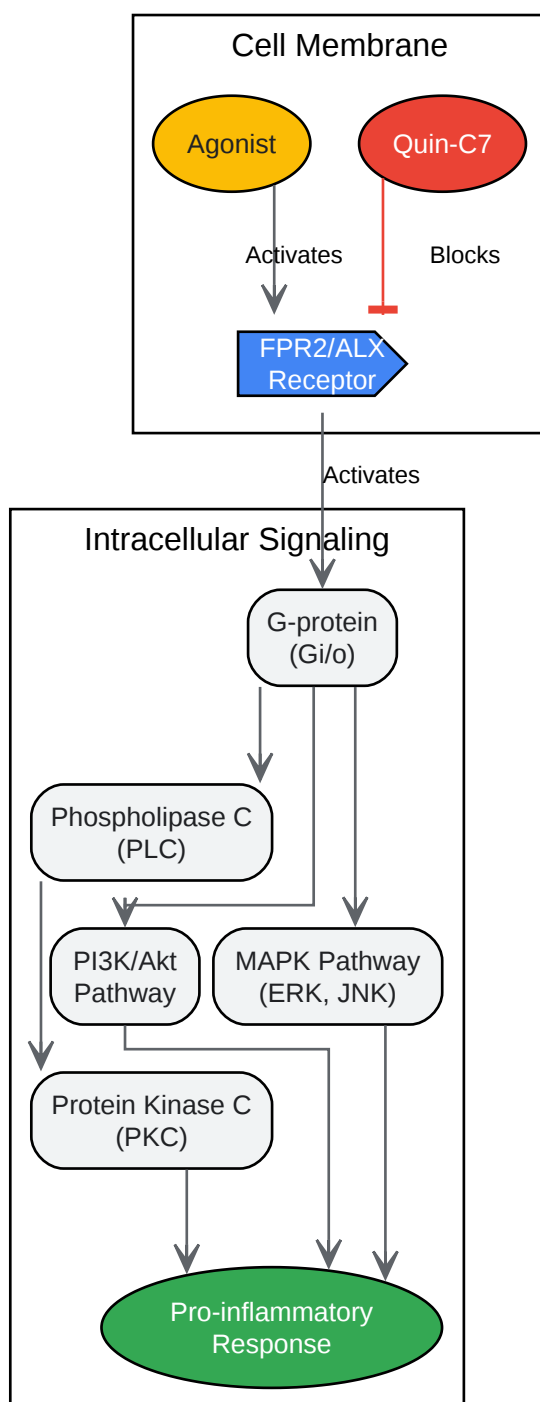 Cell Membrane
Agonist
Quin-C7
Activates
Blocks
FPR2/ALX
Receptor
Activates
Intracellular Signaling
G-protein
(Gi/o)
Phospholipase C
(PLC)
PI3K/Akt
Pathway
MAPK Pathway
(ERK, JNK)
Protein Kinase C
(PKC)
Pro-inflammatory
Response